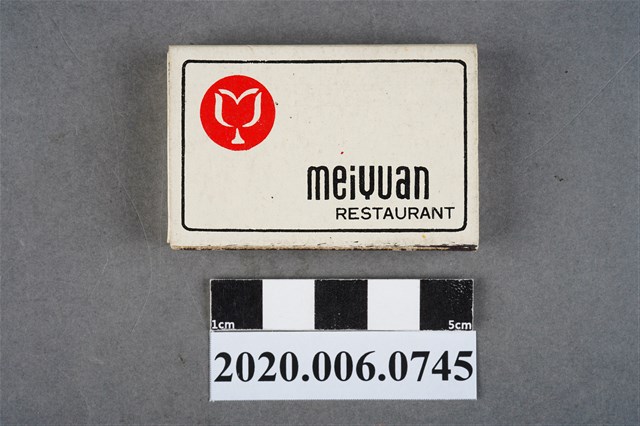 meiyuan
RESTAURANT
1cm 5cm
2020.006.0745